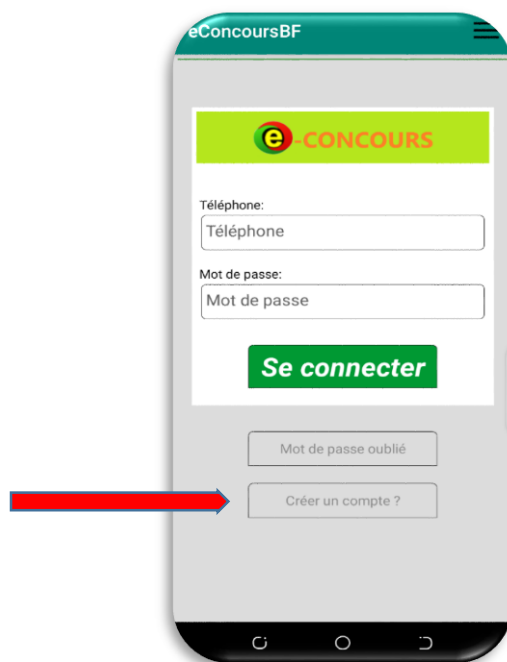 eConcoursBF
e-CONCOURS
Téléphone:
Téléphone
Mot de passe:
Mot de passe
Se connecter
Mot de passe oublié
Créer un compte ?